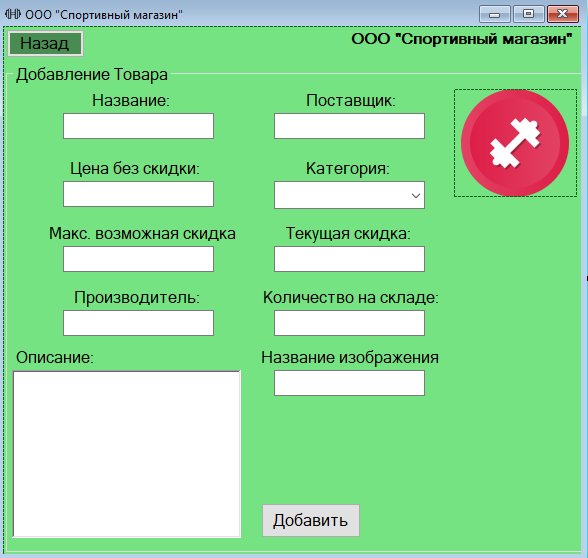 ООО "Спортивный магазин"
Назад
ООО "Спортивный магазин"
Добавление Товара
Название:
Поставщик:
Цена без скидки:
Категория:
Макс. возможная скидка
Текущая скидка:
Производитель:
Количество на складе:
Описание:
Название изображения
Добавить